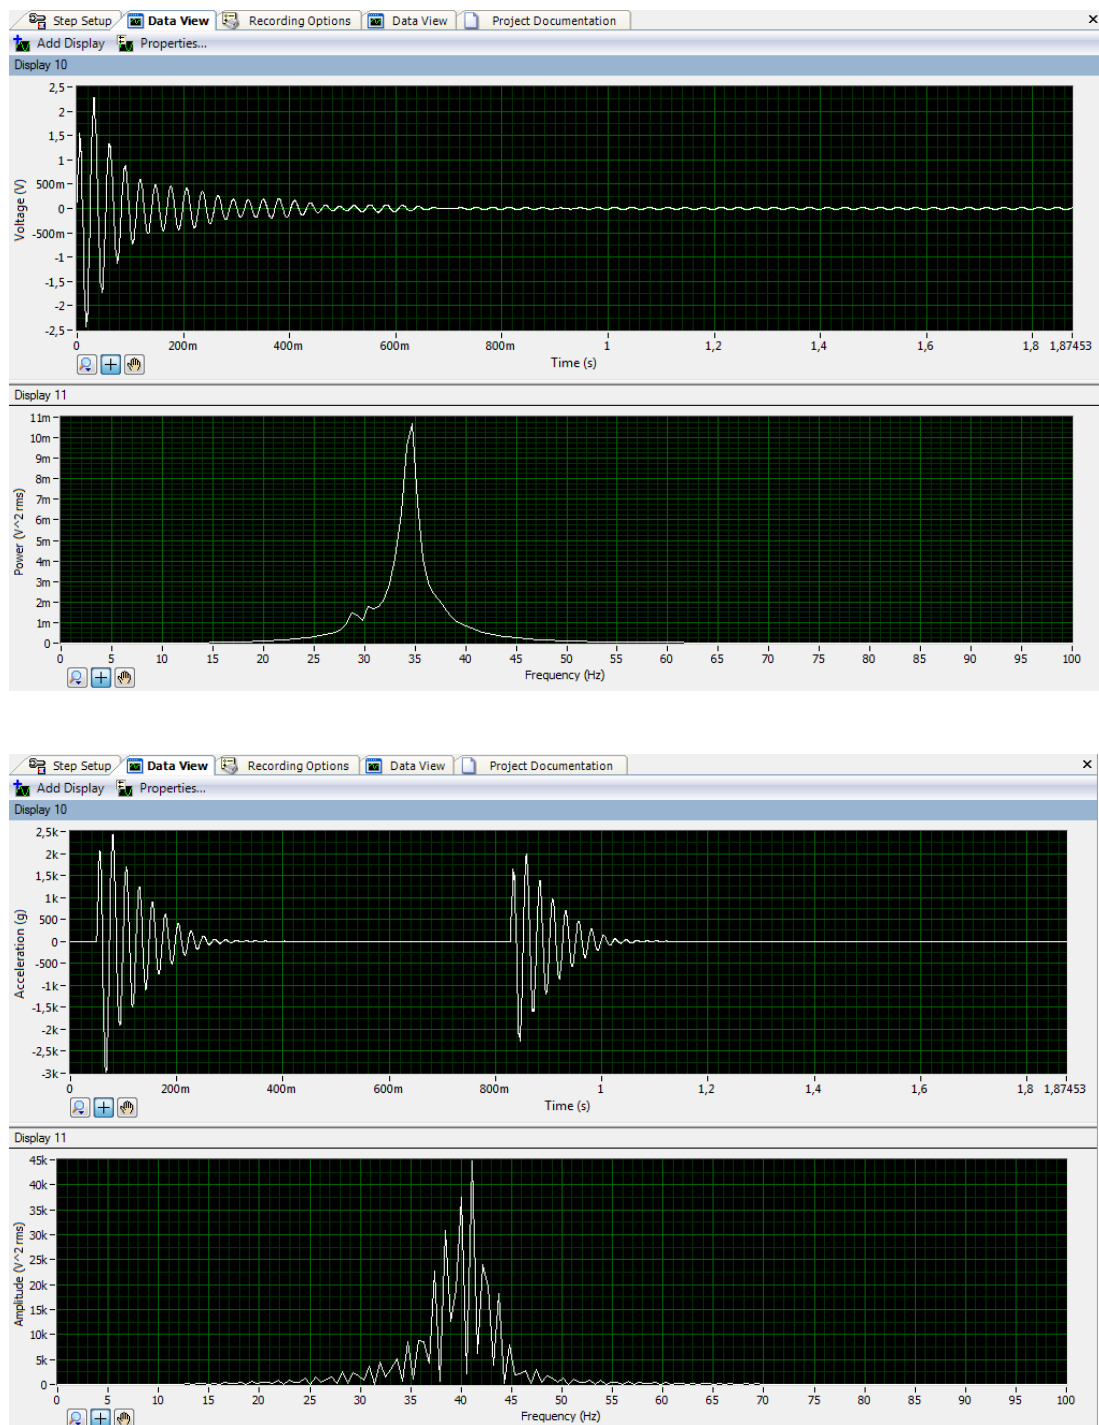 Step Setup Data View Recording Options Data View Project Documentation
Add Display Properties...
Display 10
2,5
2
1,5
1
500m
0
-500m
-1
-1,5
-2
-2,5
Voltage (V)
0 200m 400m 600m 800m 1 1,2 1,4 1,6 1,8 1,87453
Time (s)
Display 11
11m
10m
9m
8m
7m
6m
5m
4m
3m
2m
1m
0
Power (V^2 rms)
0 5 10 15 20 25 30 35 40 45 50 55 60 65 70 75 80 85 90 95 100
Frequency (Hz)
Step Setup Data View Recording Options Data View Project Documentation
Add Display Properties...
Display 10
2,5k
2k
1,5k
1k
500
0
-500
-1k
-1,5k
-2k
-2,5k
-3k
Acceleration (g)
0 200m 400m 600m 800m 1 1,2 1,4 1,6 1,8 1,87453
Time (s)
Display 11
45k
40k
35k
30k
25k
20k
15k
10k
5k
0
Amplitude (V^2 rms)
0 5 10 15 20 25 30 35 40 45 50 55 60 65 70 75 80 85 90 95 100
Frequency (Hz)